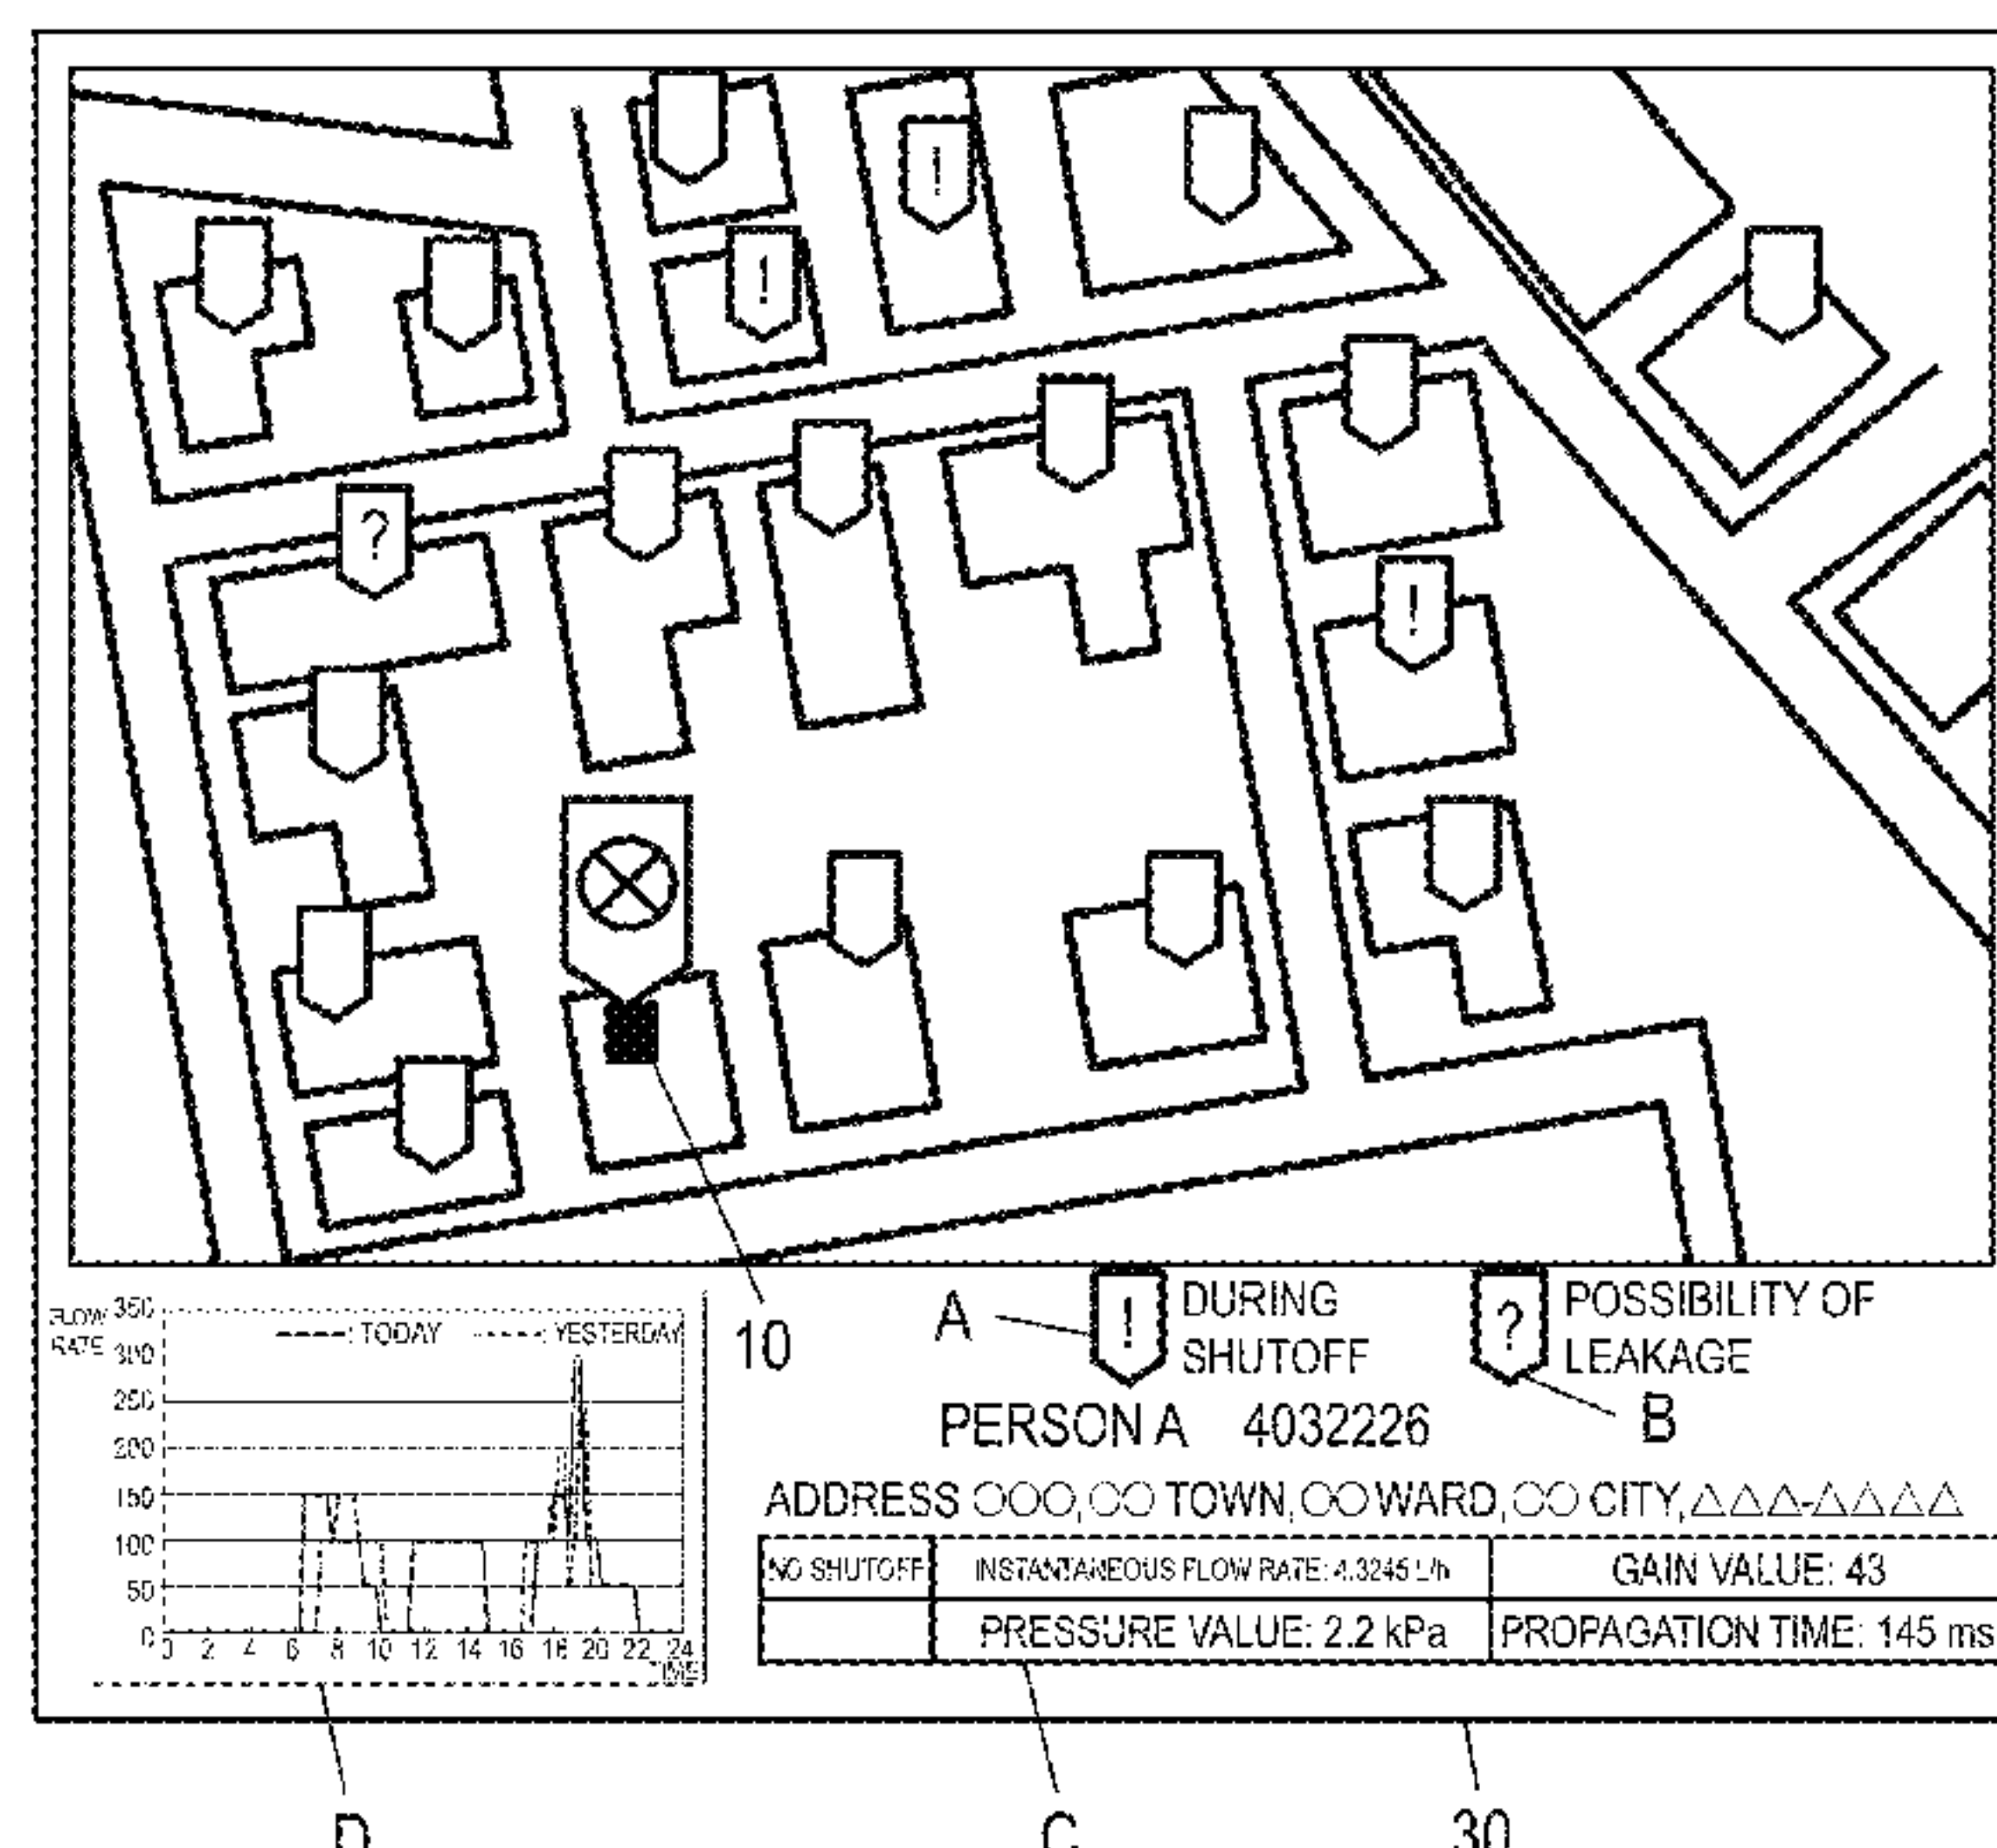 !
!
?
!
10
A
!
DURING
SHUTOFF
?
POSSIBILITY OF
LEAKAGE
B
FLOW
RATE
350
300
250
200
150
100
50
0
: TODAY
: YESTERDAY
0 2 4 6 8 10 12 14 16 18 20 22 24
TIME
PERSON A 4032226
ADDRESS ○○○,○○ TOWN,○○ WARD,○○ CITY,△△△-△△△△
NO SHUTOFF INSTANTANEOUS FLOW RATE: 4.3245 L/h GAIN VALUE: 43
PRESSURE VALUE: 2.2 kPa PROPAGATION TIME: 145 ms
D
C
30